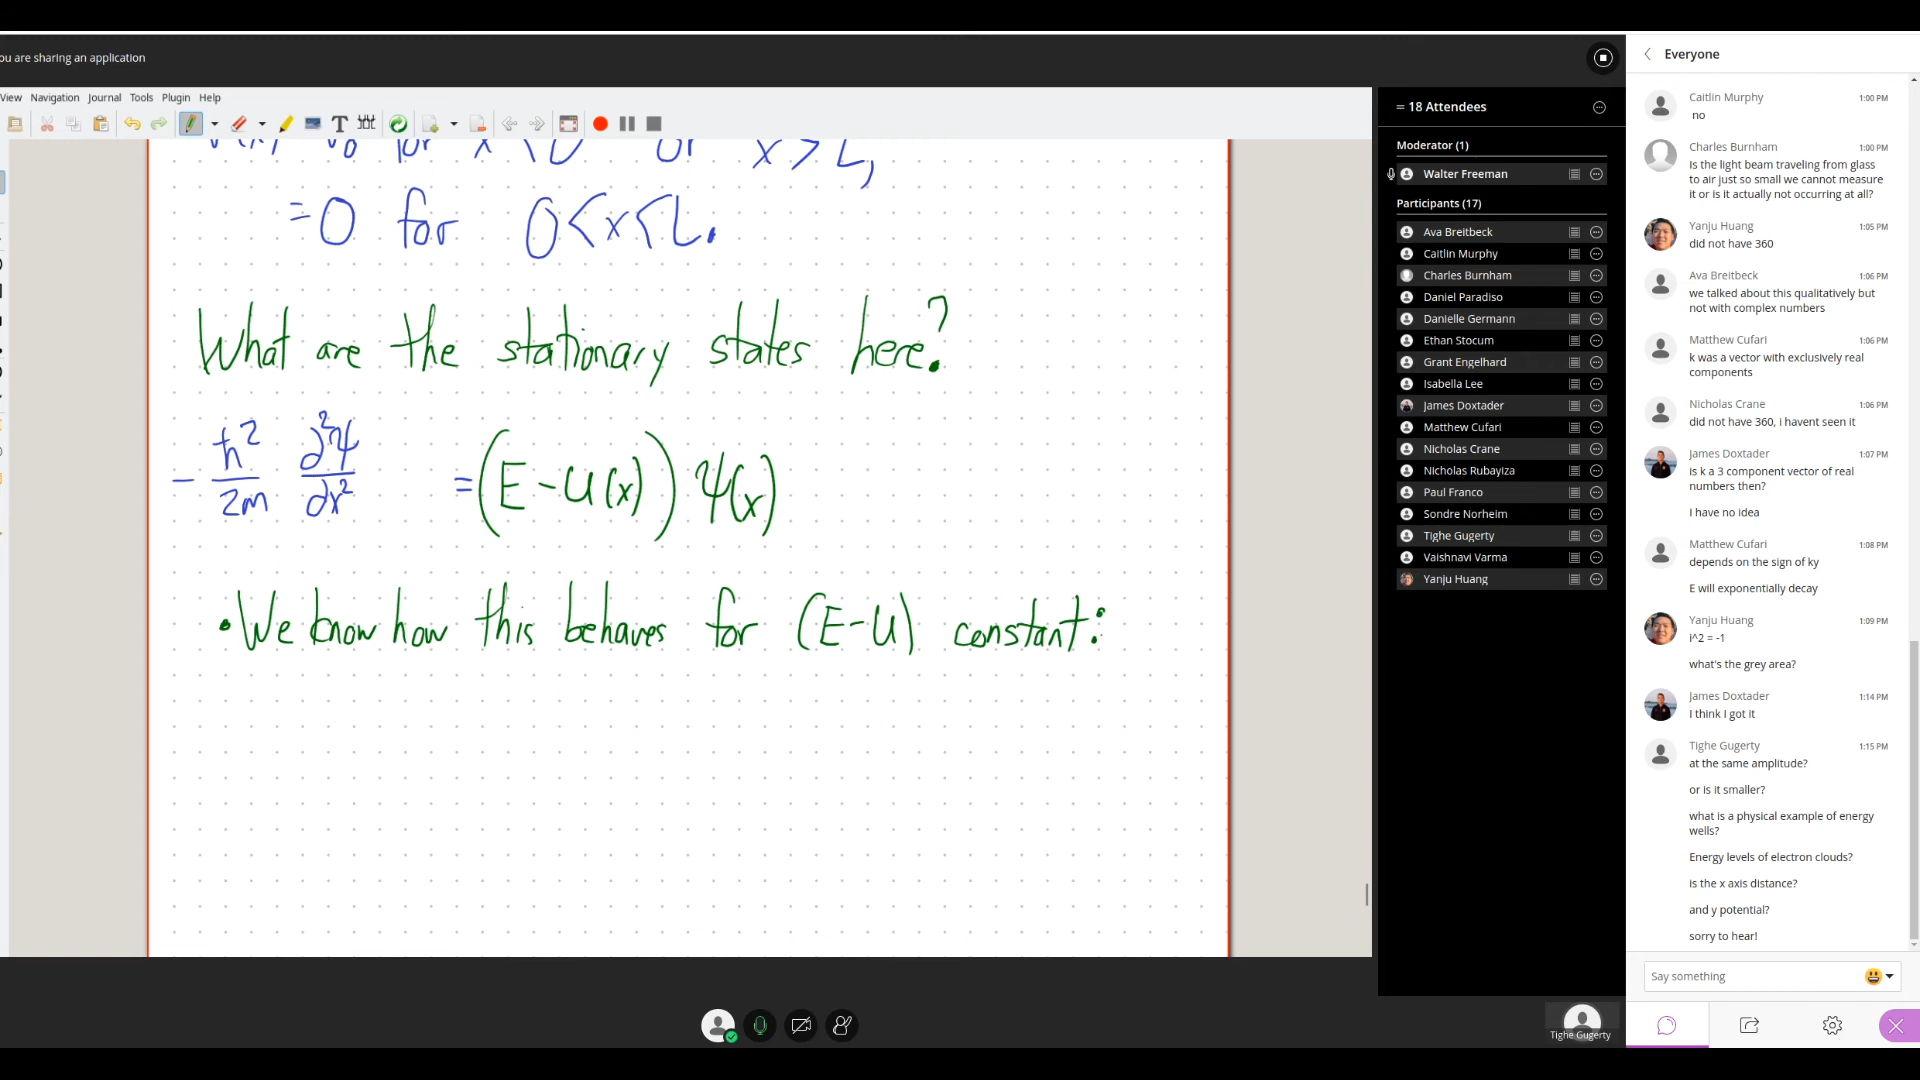 ou are sharing an application
View Navigation Journal Tools Plugin Help
for x < 0 or x > L,
= 0 for 0 < x < L.
What are the stationary states here?
- ħ²/2m ∂²ψ/∂x² = (E - U(x)) ψ(x)
• We know how this behaves for (E-U) constant:
18 Attendees
Moderator (1)
Walter Freeman
Participants (17)
Ava Breitbeck
Caitlin Murphy
Charles Burnham
Daniel Paradiso
Danielle Germann
Ethan Stocum
Grant Engelhard
Isabella Lee
James Doxtader
Matthew Cufari
Nicholas Crane
Nicholas Rubayiza
Paul Franco
Sondre Norheim
Tighe Gugerty
Vaishnavi Varma
Yanju Huang
Tighe Gugerty
Everyone
Caitlin Murphy 1:00 PM
no
Charles Burnham 1:00 PM
Is the light beam traveling from glass
to air just so small we cannot measure
it or is it actually not occurring at all?
Yanju Huang 1:05 PM
did not have 360
Ava Breitbeck 1:06 PM
we talked about this qualitatively but
not with complex numbers
Matthew Cufari 1:06 PM
k was a vector with exclusively real
components
Nicholas Crane 1:06 PM
did not have 360, i havent seen it
James Doxtader 1:07 PM
is k a 3 component vector of real
numbers then?
I have no idea
Matthew Cufari 1:08 PM
depends on the sign of ky
E will exponentially decay
Yanju Huang 1:09 PM
i^2 = -1
what's the grey area?
James Doxtader 1:14 PM
I think I got it
Tighe Gugerty 1:15 PM
at the same amplitude?
or is it smaller?
what is a physical example of energy
wells?
Energy levels of electron clouds?
is the x axis distance?
and y potential?
sorry to hear!
Say something